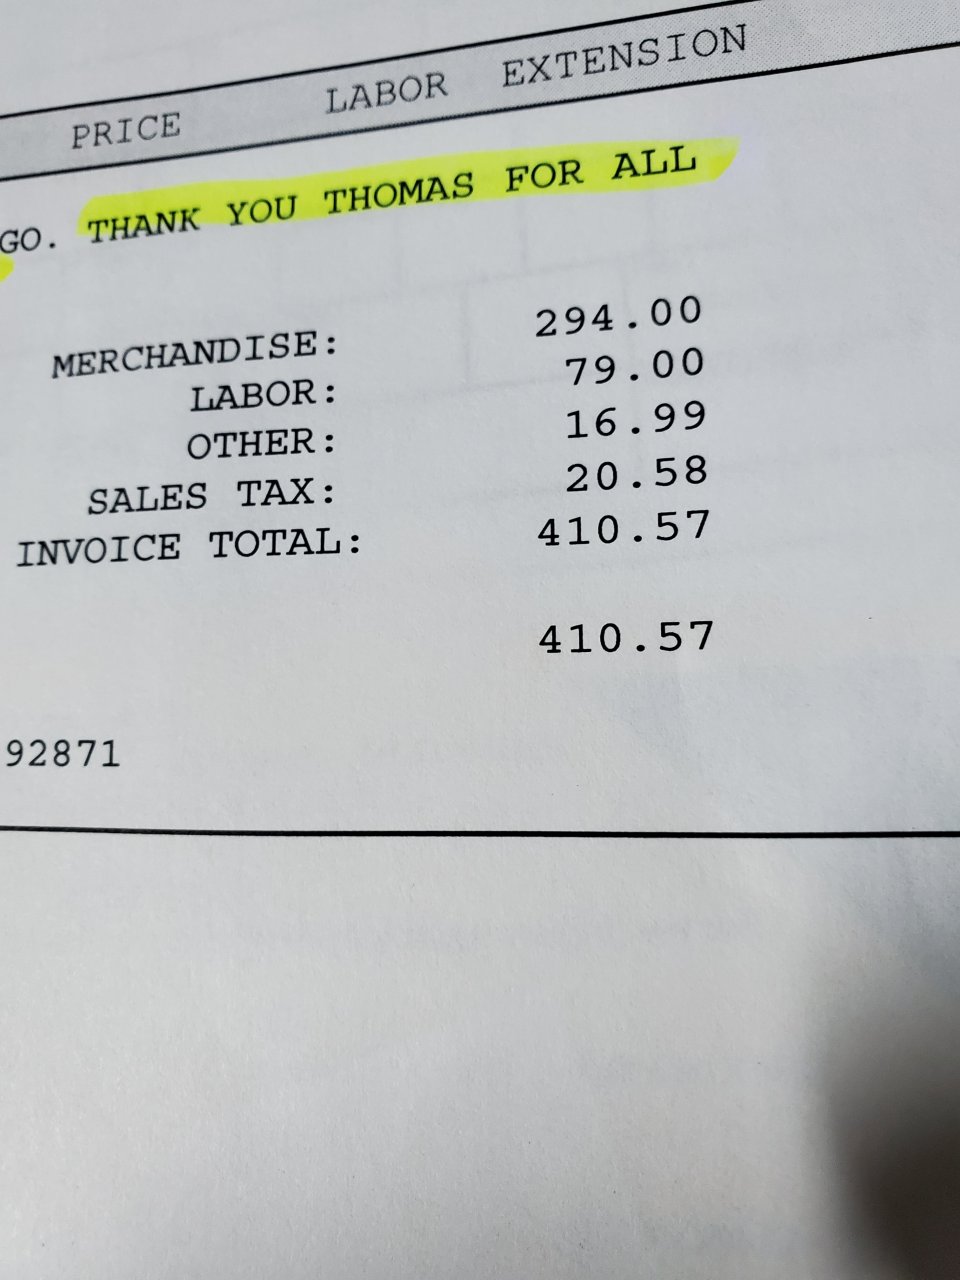 PRICE LABOR EXTENSION
GO. THANK YOU THOMAS FOR ALL
MERCHANDISE: 294.00
LABOR: 79.00
OTHER: 16.99
SALES TAX: 20.58
INVOICE TOTAL: 410.57
410.57
92871